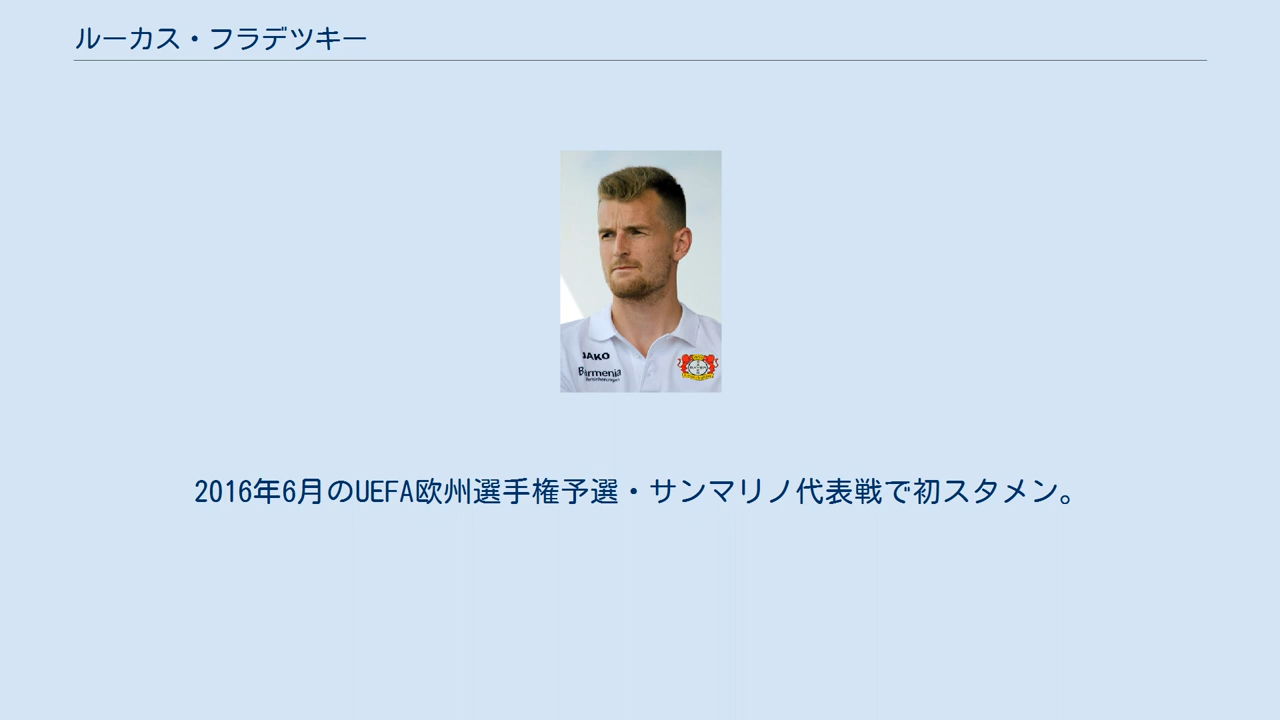 ルーカス・フラデツキー
JAKO
Barmenia
Versicherungen
2016年6月のUEFA欧州選手権予選・サンマリノ代表戦で初スタメン。